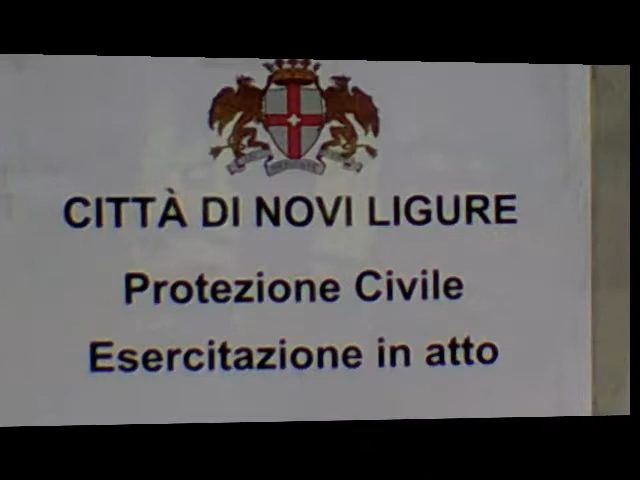 CITTÀ DI NOVI LIGURE
Protezione Civile
Esercitazione in atto